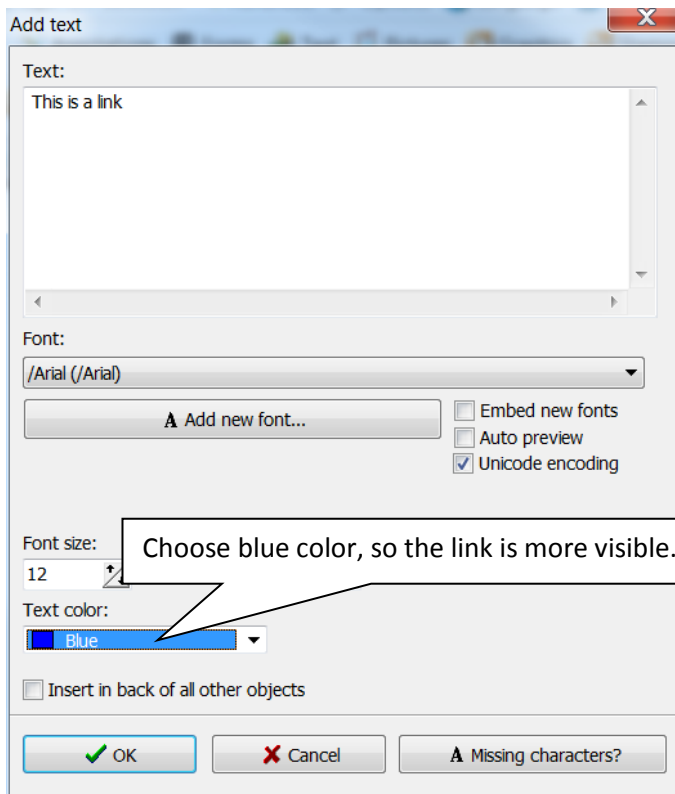 Add text
Text:
This is a link
Font:
/Arial (/Arial)
A Add new font...
Embed new fonts
Auto preview
Unicode encoding
Font size:
Choose blue color, so the link is more visible.
12
Text color:
Blue
Insert in back of all other objects
OK
Cancel
A Missing characters?